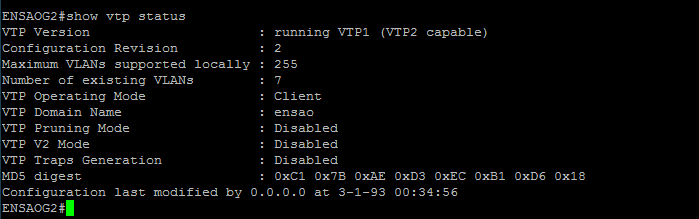 ENSAOG2#show vtp status
VTP Version                     : running VTP1 (VTP2 capable)
Configuration Revision          : 2
Maximum VLANs supported locally : 255
Number of existing VLANs        : 7
VTP Operating Mode              : Client
VTP Domain Name                 : ensao
VTP Pruning Mode                : Disabled
VTP V2 Mode                     : Disabled
VTP Traps Generation            : Disabled
MD5 digest                      : 0xC1 0x7B 0xAE 0xD3 0xEC 0xB1 0xD6 0x18
Configuration last modified by 0.0.0.0 at 3-1-93 00:34:56
ENSAOG2#